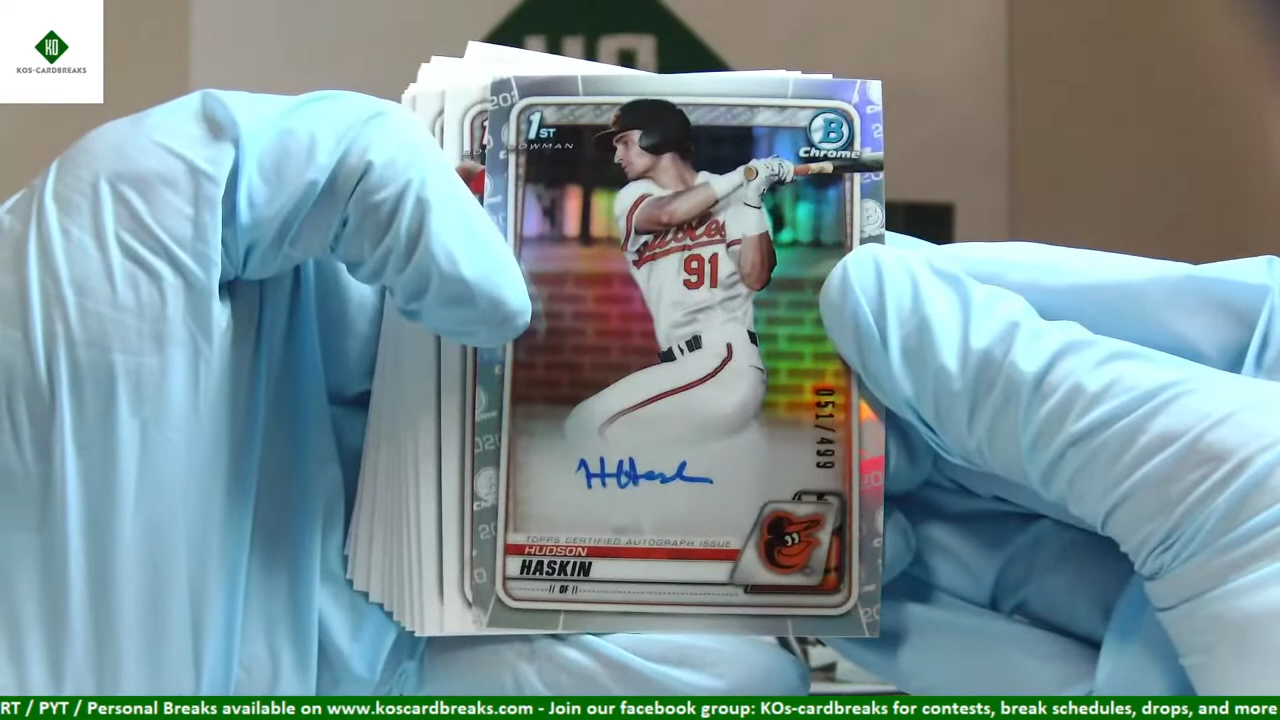 KO
KOS-CARDBREAKS
1ST
BOWMAN
B
Chrome
Orioles
91
051/499
H Hask
TOPPS CERTIFIED AUTOGRAPH ISSUE
HUDSON
HASKIN
OF
RT / PYT / Personal Breaks available on www.koscardbreaks.com - Join our facebook group: KOs-cardbreaks for contests, break schedules, drops, and more